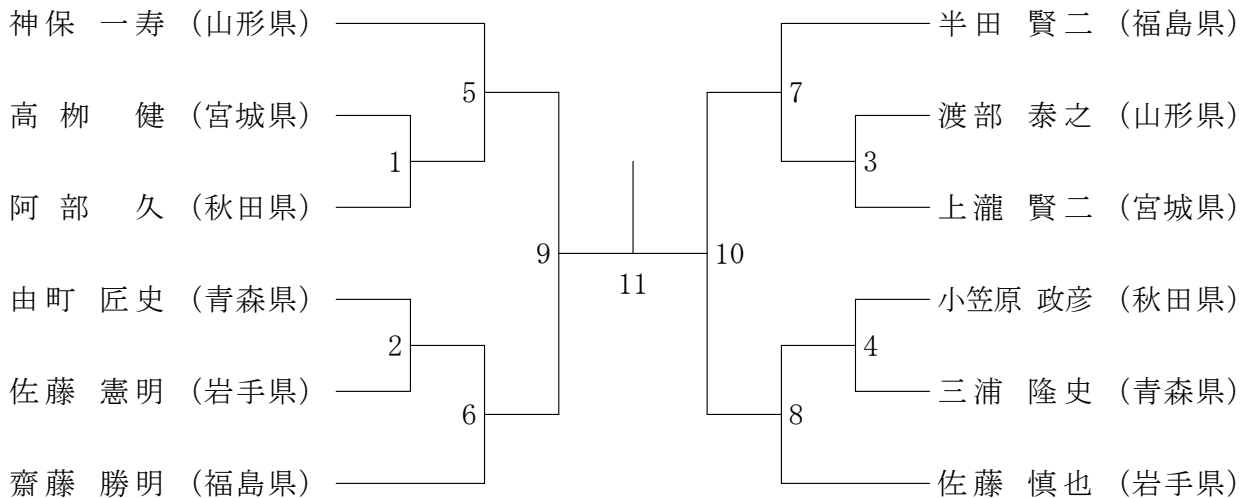 神保 一寿 (山形県)
半田 賢二 (福島県)
5
7
高栁 健 (宮城県)
渡部 泰之 (山形県)
1
3
阿部 久 (秋田県)
上瀧 賢二 (宮城県)
9
10
11
由町 匠史 (青森県)
小笠原 政彦 (秋田県)
2
4
佐藤 憲明 (岩手県)
三浦 隆史 (青森県)
6
8
齋藤 勝明 (福島県)
佐藤 慎也 (岩手県)